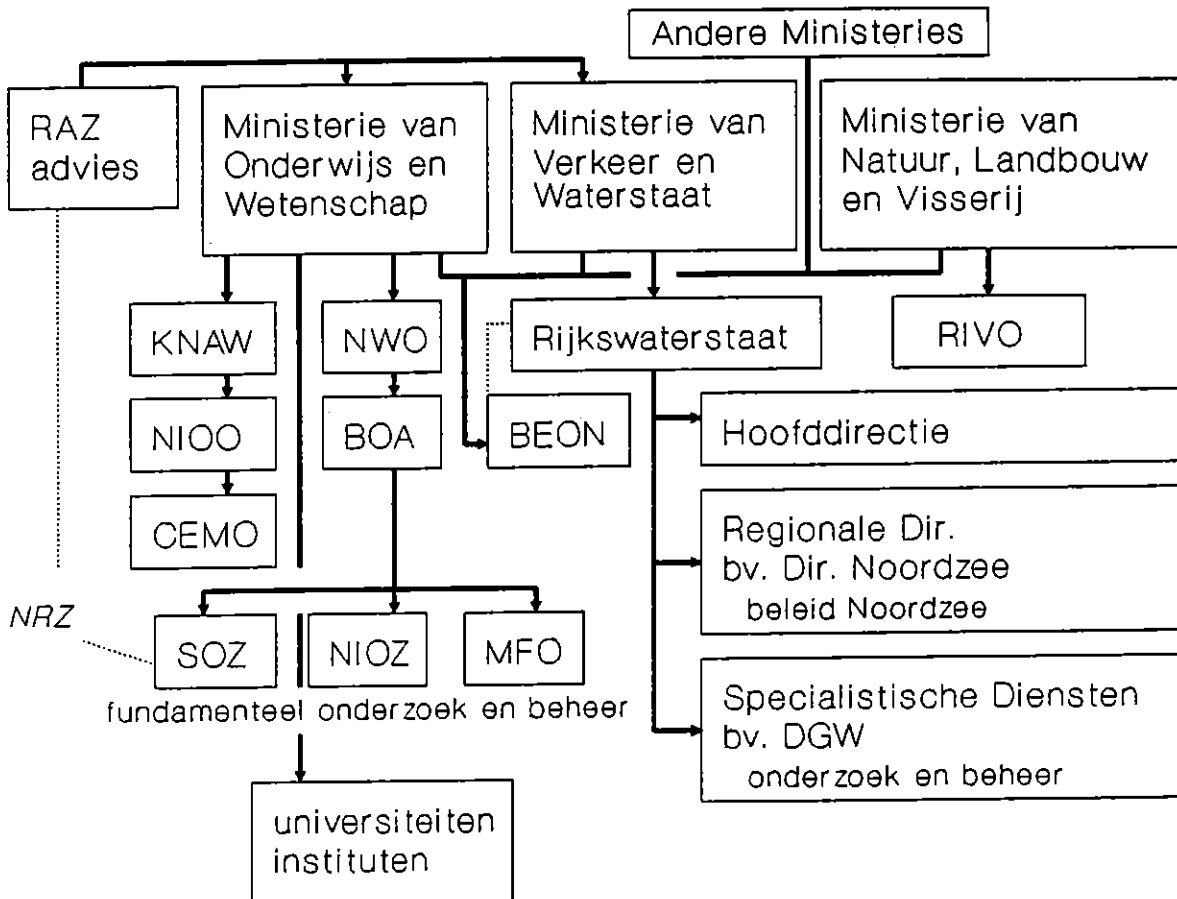 Andere Ministeries
RAZ
advies
Ministerie van
Onderwijs en
Wetenschap
Ministerie van
Verkeer en
Waterstaat
Ministerie van
Natuur, Landbouw
en Visserij
KNAW
NWO
Rijkswaterstaat
RIVO
NIOO
BOA
BEON
Hoofddirectie
CEMO
Regionale Dir.
bv. Dir. Noordzee
beleid Noordzee
NRZ
SOZ
NIOZ
MFO
fundamenteel onderzoek en beheer
Specialistische Diensten
bv. DGW
onderzoek en beheer
universiteiten
instituten